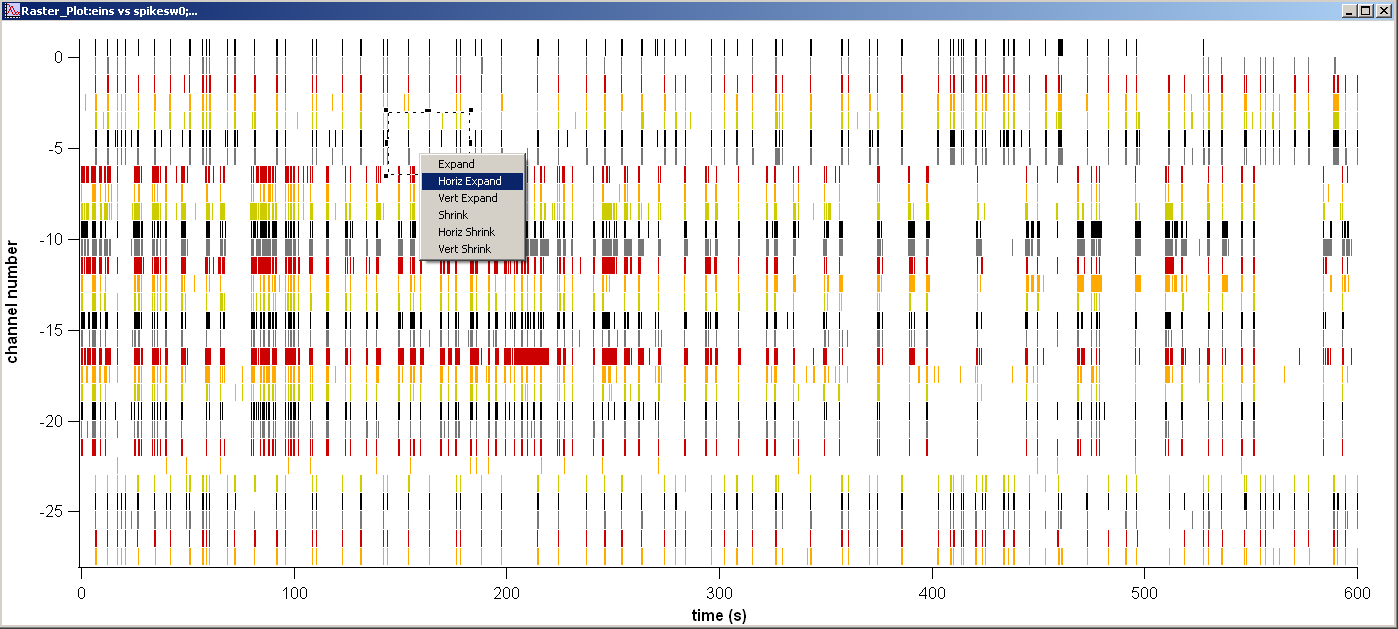 Raster_Plot:eins vs spikesw0;...
0
-5
Expand
Horiz Expand
Vert Expand
Shrink
Horiz Shrink
Vert Shrink
-10
-15
-20
-25
channel number
0 100 200 300 400 500 600
time (s)